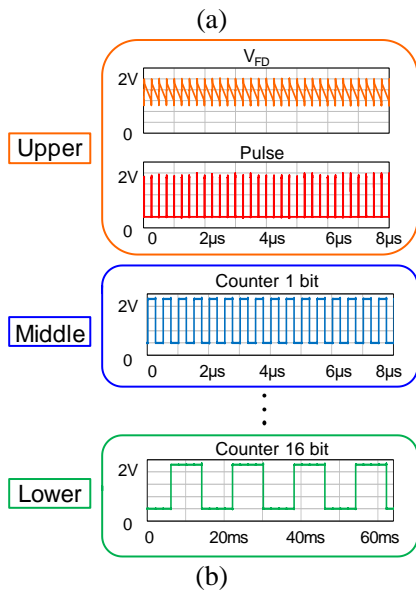 (a)
V_FD
2V
0
Upper
Pulse
2V
0
0 2μs 4μs 6μs 8μs
Counter 1 bit
2V
Middle
0
0 2μs 4μs 6μs 8μs
Counter 16 bit
2V
Lower
0
0 20ms 40ms 60ms
(b)